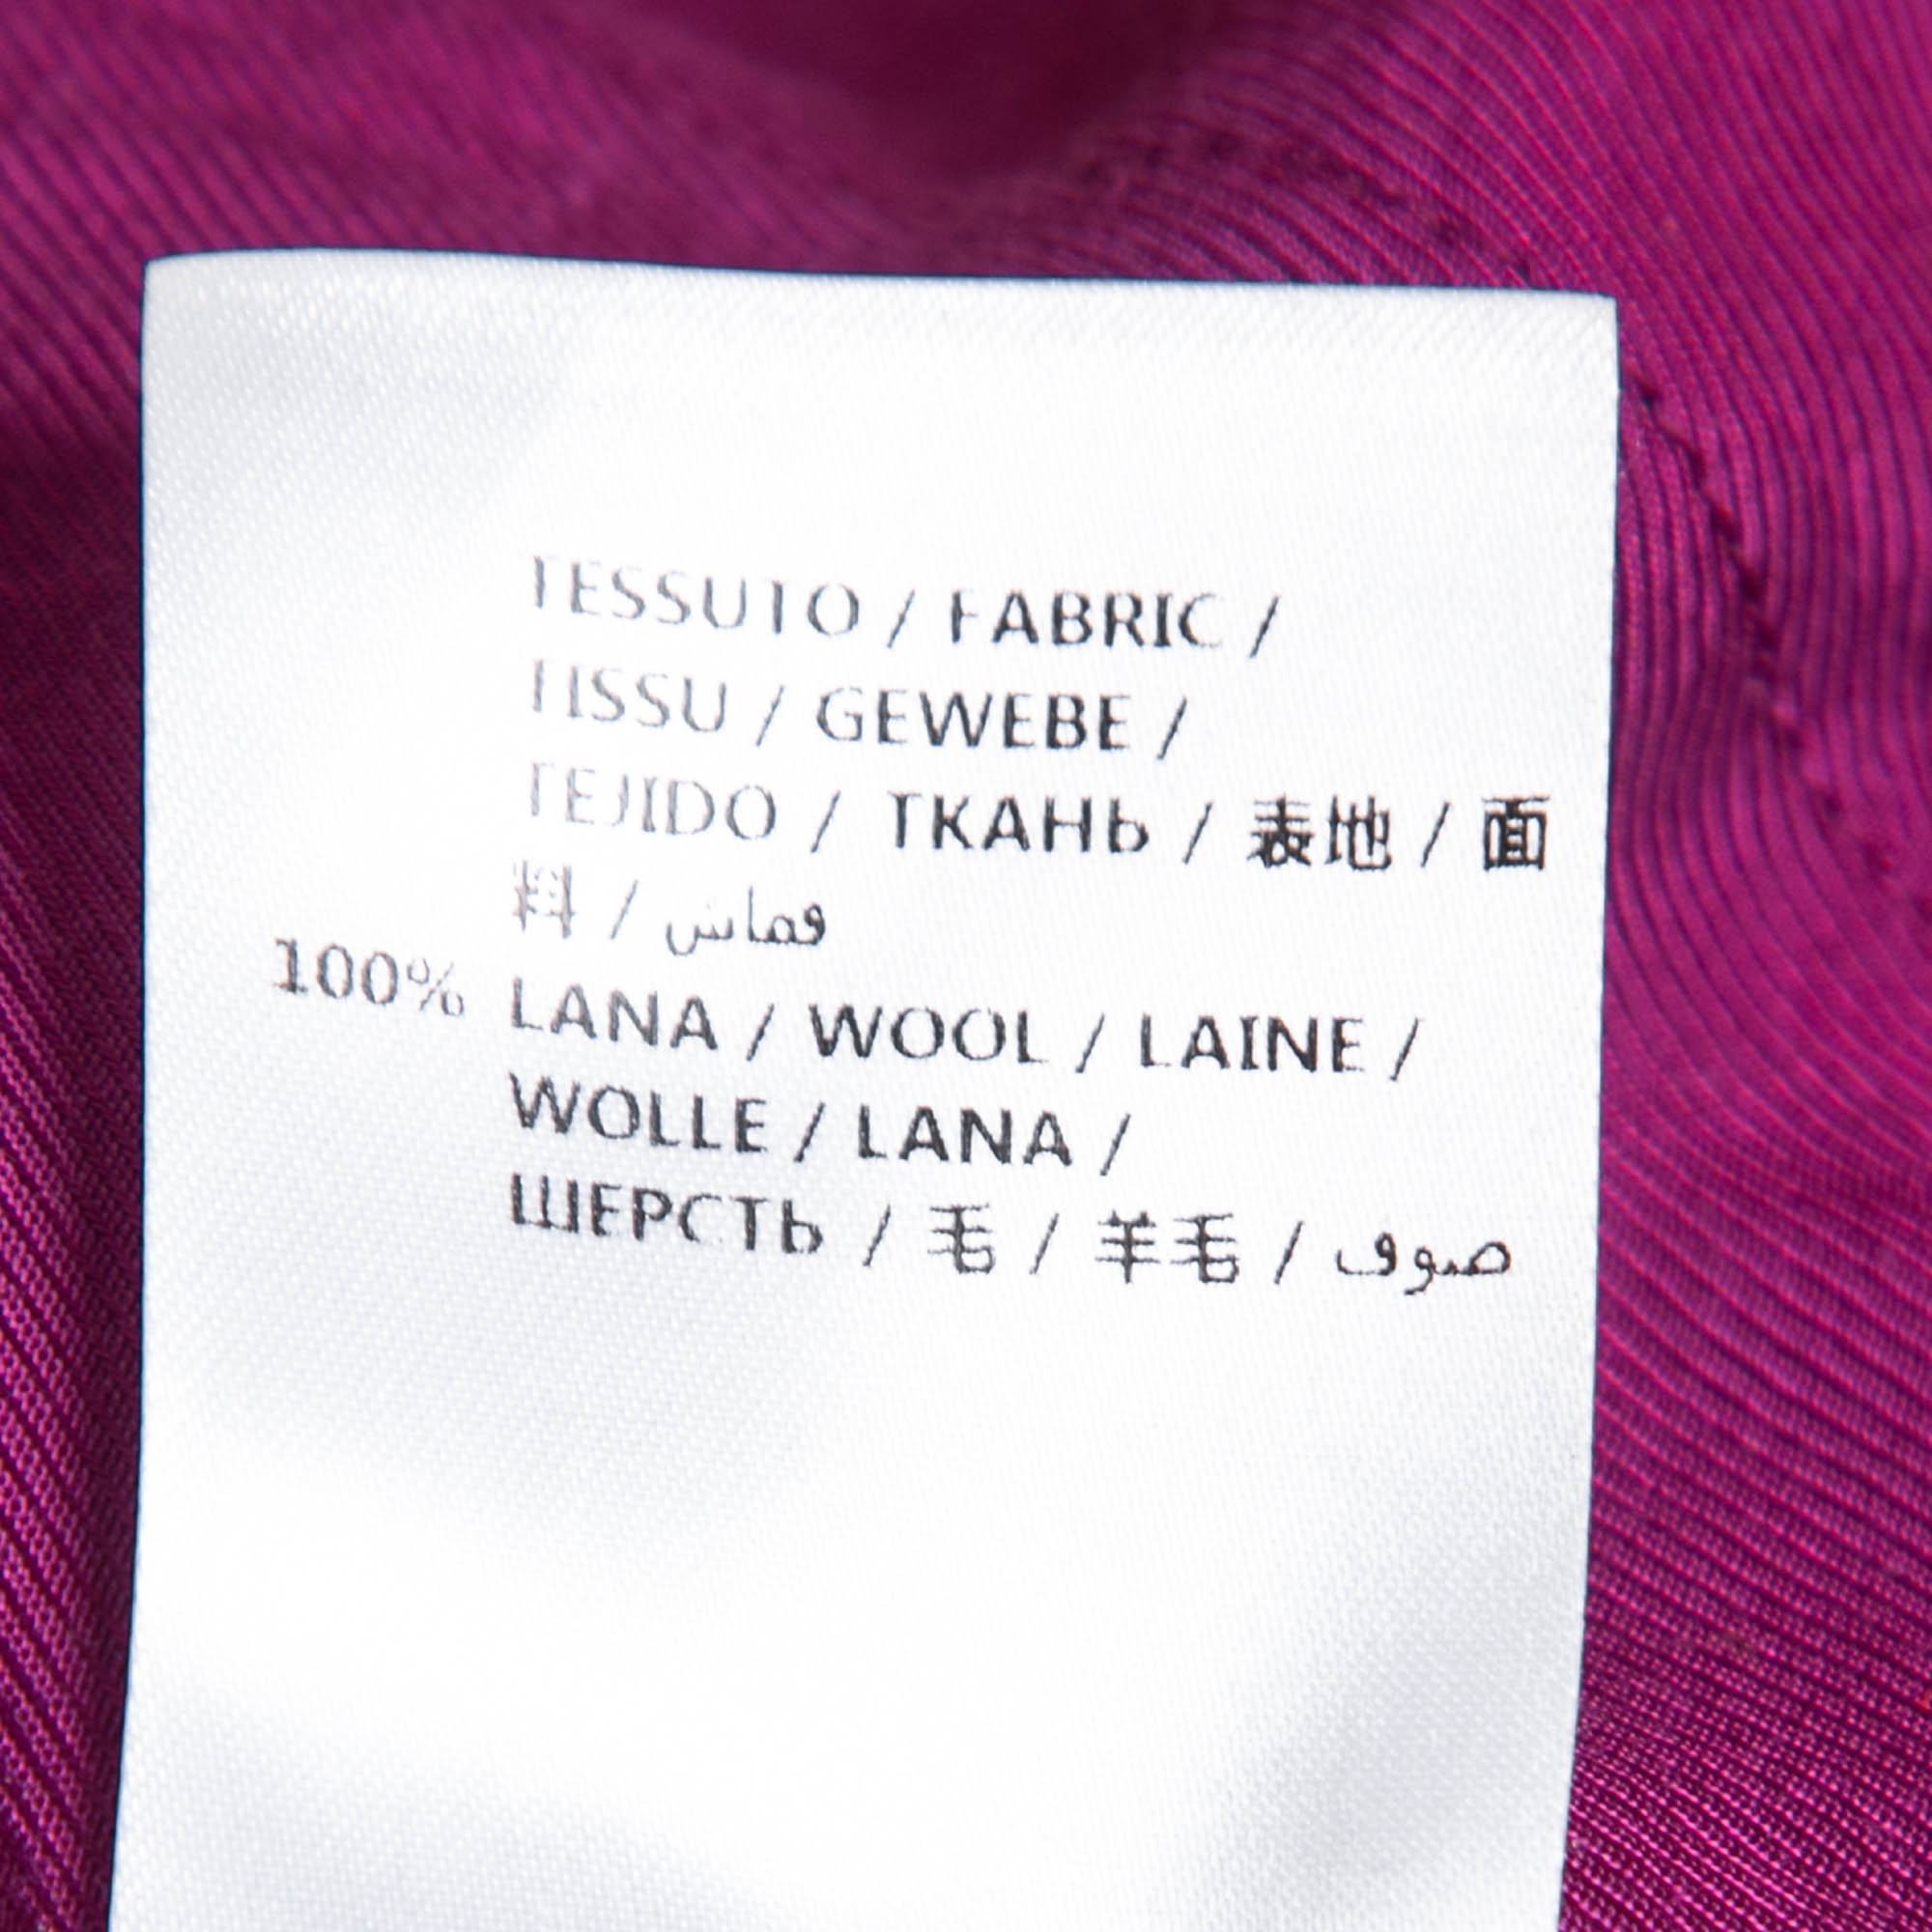 TESSUTO / FABRIC /
TISSU / GEWEBE /
TEJIDO / ТКАНЬ / 表地 / 面
料 / قماش
100% LANA / WOOL / LAINE /
WOLLE / LANA /
ШЕРСТЬ / 毛 / 羊毛 / صوف